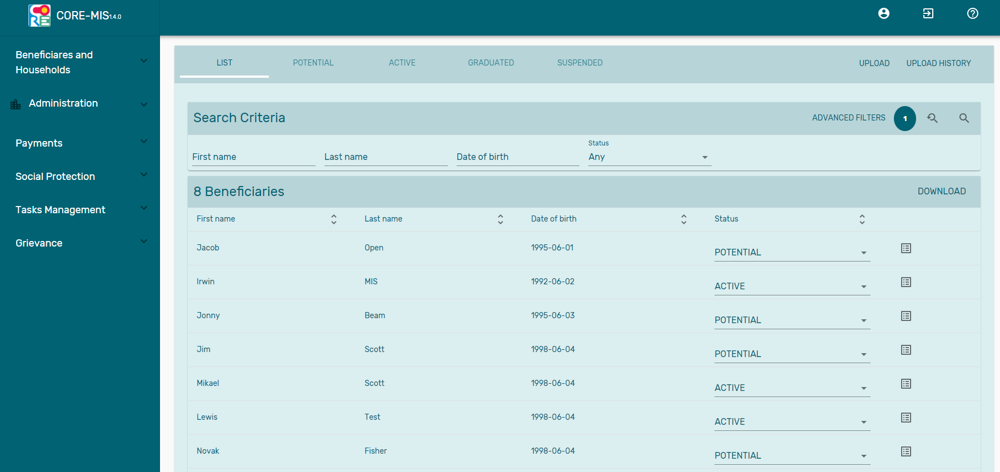 CORE-MIS1.4.0
Beneficiares and
Households
Administration
Payments
Social Protection
Tasks Management
Grievance
LIST POTENTIAL ACTIVE GRADUATED SUSPENDED UPLOAD UPLOAD HISTORY
Search Criteria ADVANCED FILTERS 1
Status
First name Last name Date of birth Any
8 Beneficiaries DOWNLOAD
First name Last name Date of birth Status
Jacob Open 1995-06-01 POTENTIAL
Irwin MIS 1992-06-02 ACTIVE
Jonny Beam 1995-06-03 POTENTIAL
Jim Scott 1998-06-04 POTENTIAL
Mikael Scott 1998-06-04 ACTIVE
Lewis Test 1998-06-04 ACTIVE
Novak Fisher 1998-06-04 POTENTIAL